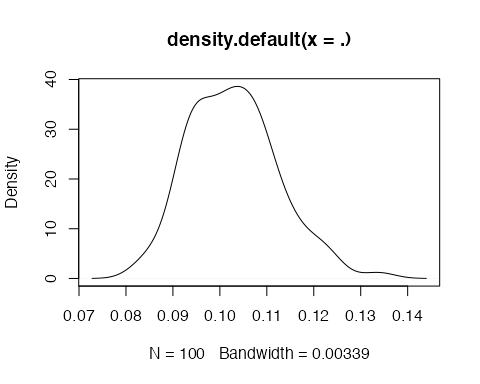 density.default(x = .)
Density
40
30
20
10
0
0.07 0.08 0.09 0.10 0.11 0.12 0.13 0.14
N = 100 Bandwidth = 0.00339